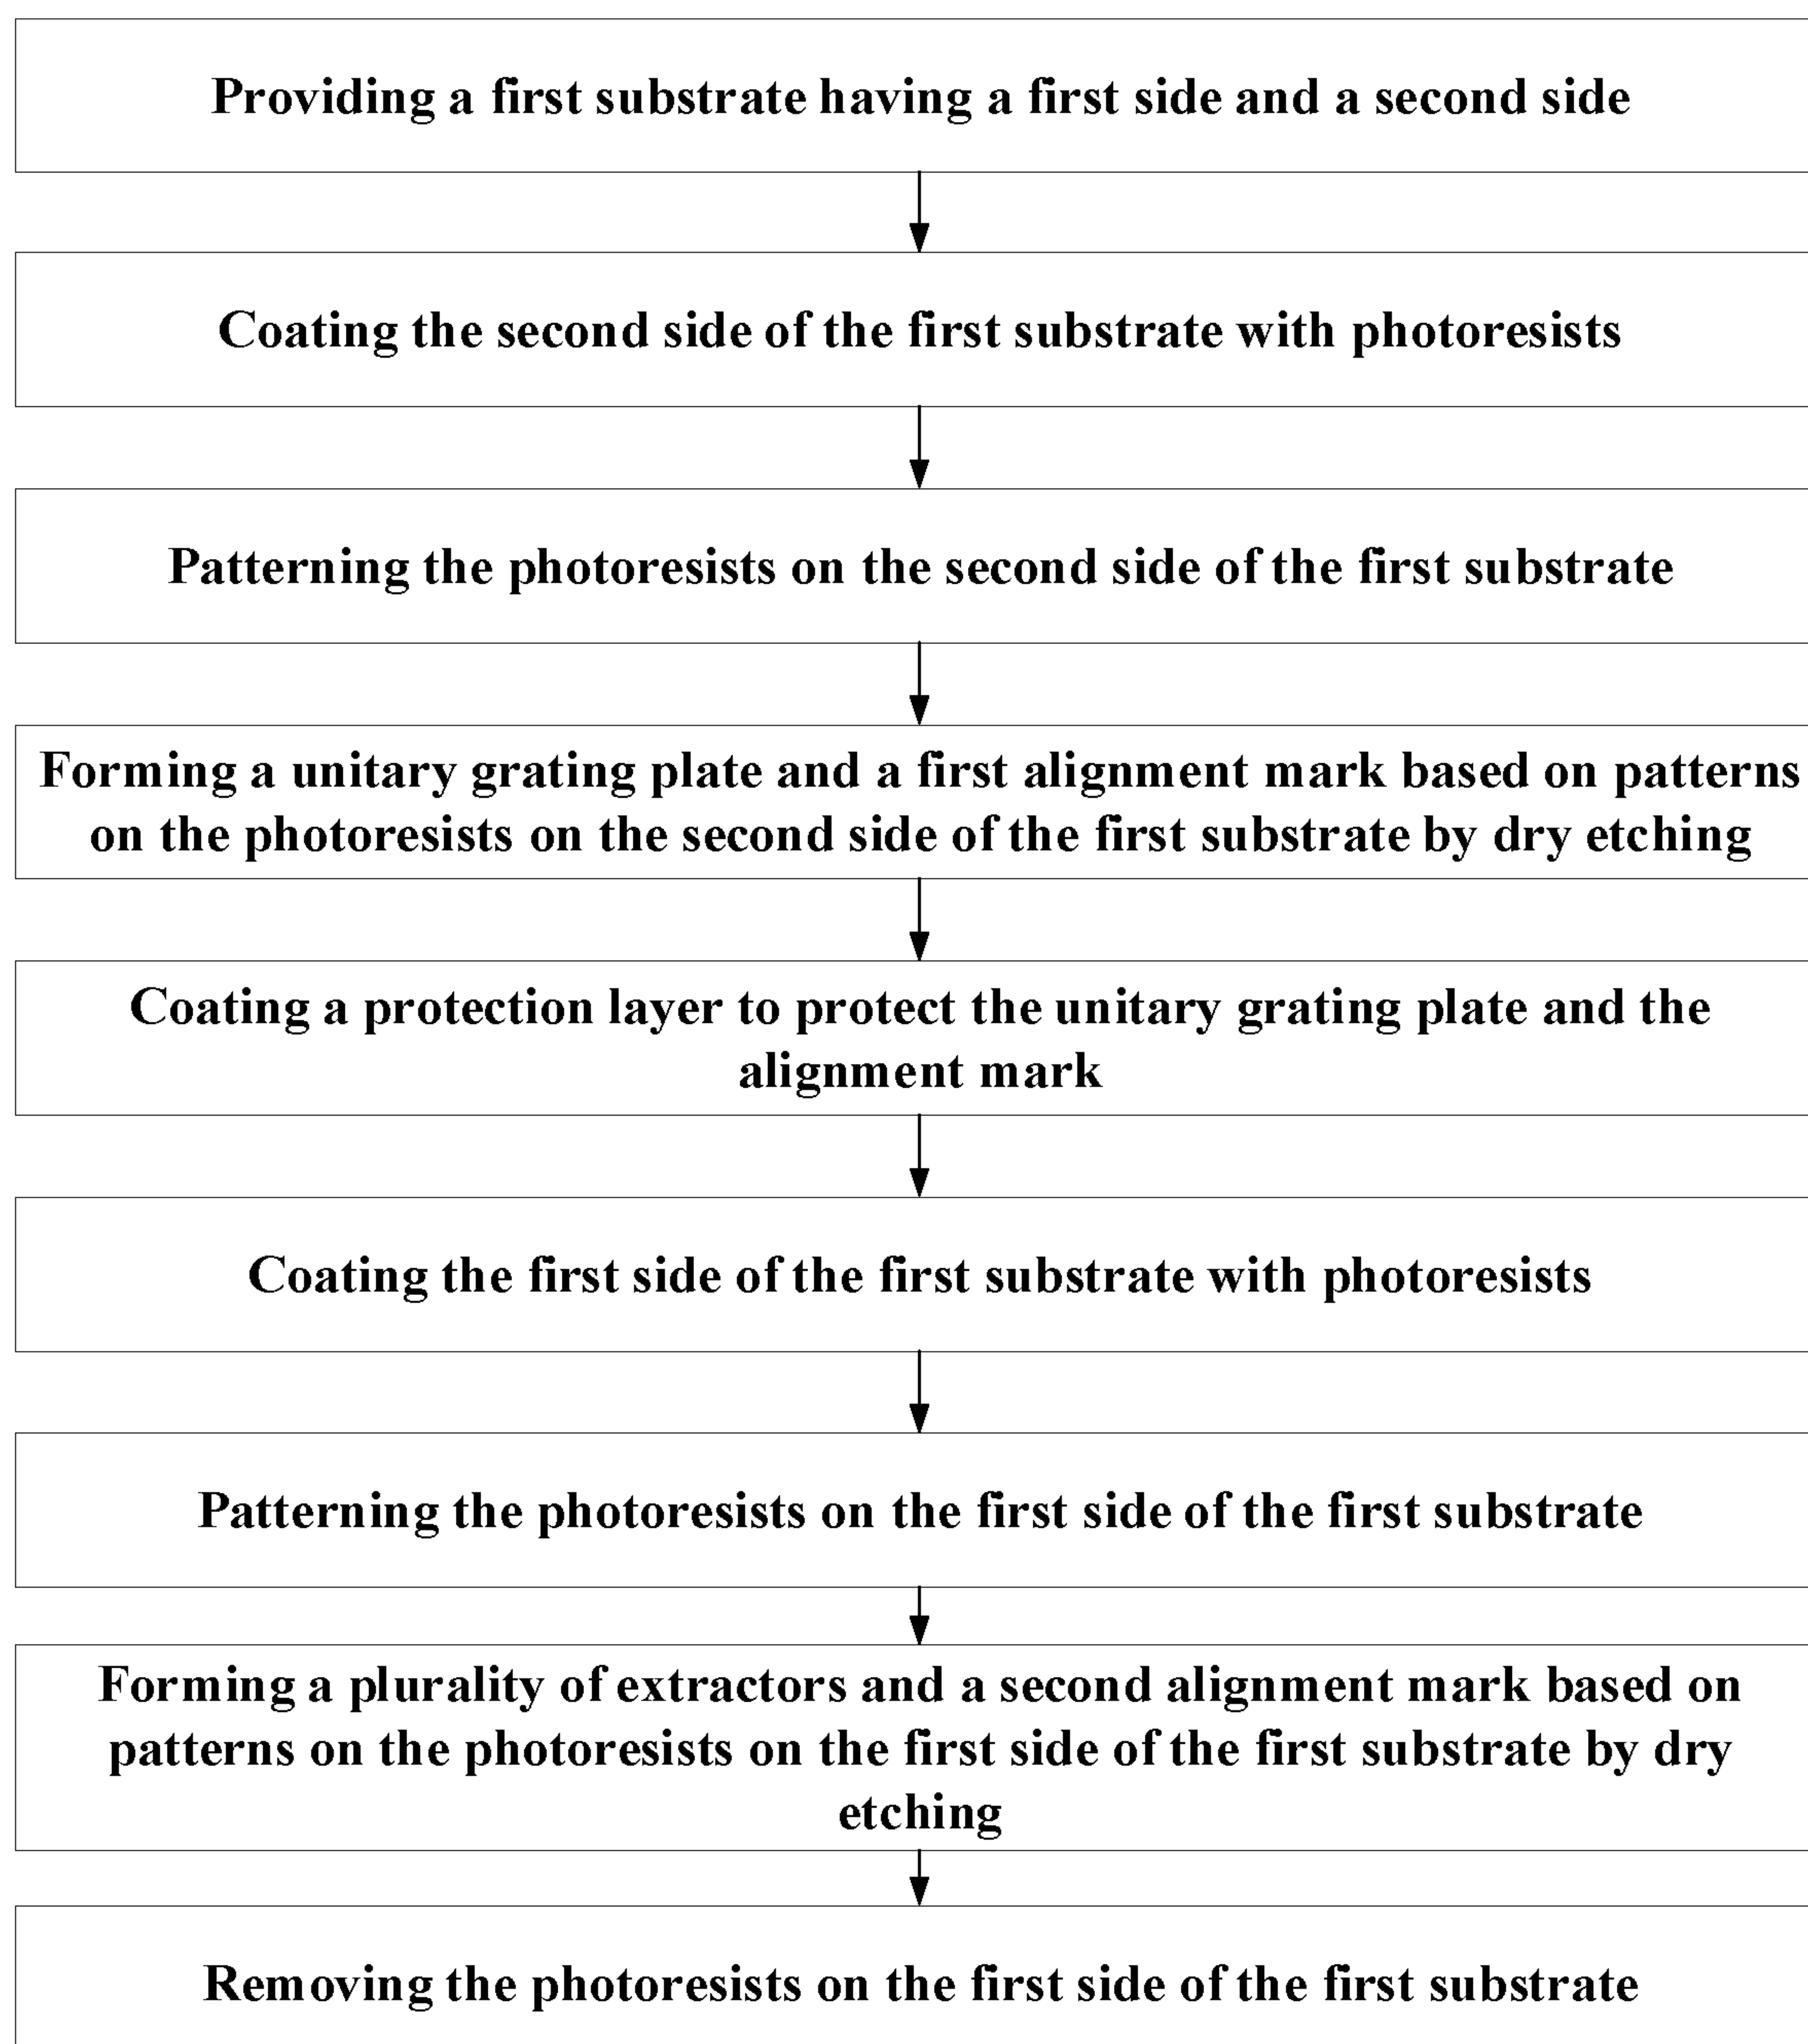 Providing a first substrate having a first side and a second side
Coating the second side of the first substrate with photoresists
Patterning the photoresists on the second side of the first substrate
Forming a unitary grating plate and a first alignment mark based on patterns
on the photoresists on the second side of the first substrate by dry etching
Coating a protection layer to protect the unitary grating plate and the
alignment mark
Coating the first side of the first substrate with photoresists
Patterning the photoresists on the first side of the first substrate
Forming a plurality of extractors and a second alignment mark based on
patterns on the photoresists on the first side of the first substrate by dry
etching
Removing the photoresists on the first side of the first substrate